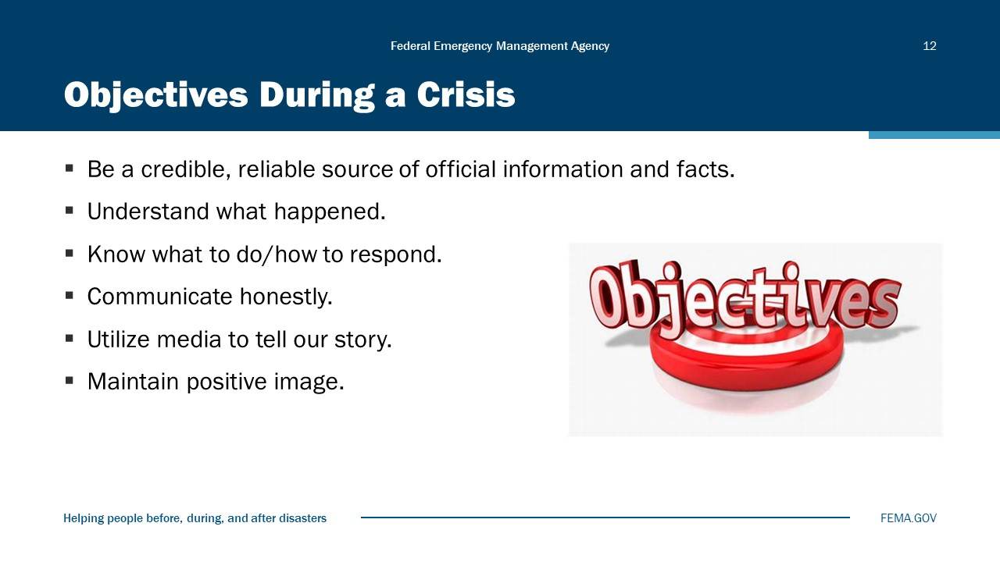 Federal Emergency Management Agency
12
Objectives During a Crisis
▪ Be a credible, reliable source of official information and facts.
▪ Understand what happened.
▪ Know what to do/how to respond.
▪ Communicate honestly.
▪ Utilize media to tell our story.
▪ Maintain positive image.
Objectives
Helping people before, during, and after disasters
FEMA.GOV